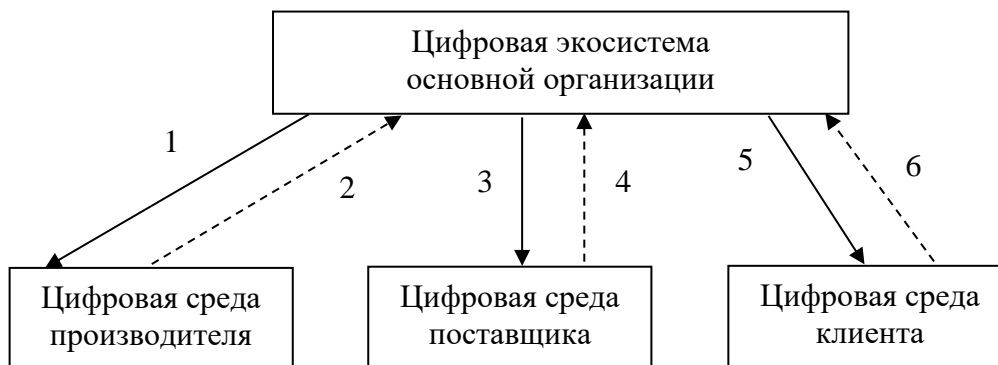 Цифровая экосистема
основной организации
1
2
3
4
5
6
Цифровая среда
производителя
Цифровая среда
поставщика
Цифровая среда
клиента